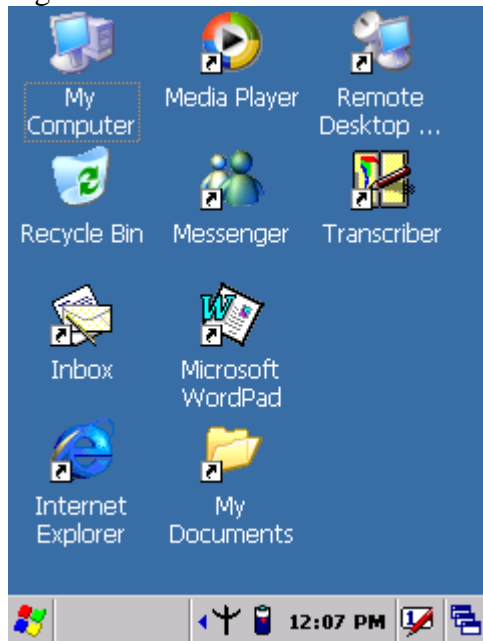 My
Computer
Media Player
Remote
Desktop ...
Recycle Bin
Messenger
Transcriber
Inbox
Microsoft
WordPad
Internet
Explorer
My
Documents
12:07 PM